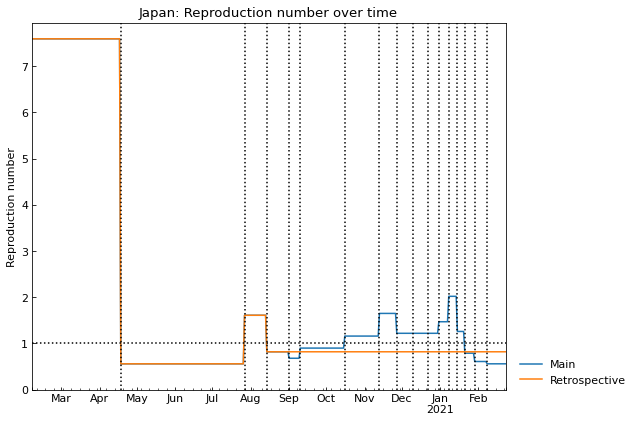 Japan: Reproduction number over time
Reproduction number
7
6
5
4
3
2
1
0
Mar Apr May Jun Jul Aug Sep Oct Nov Dec Jan Feb
2021
Main
Retrospective